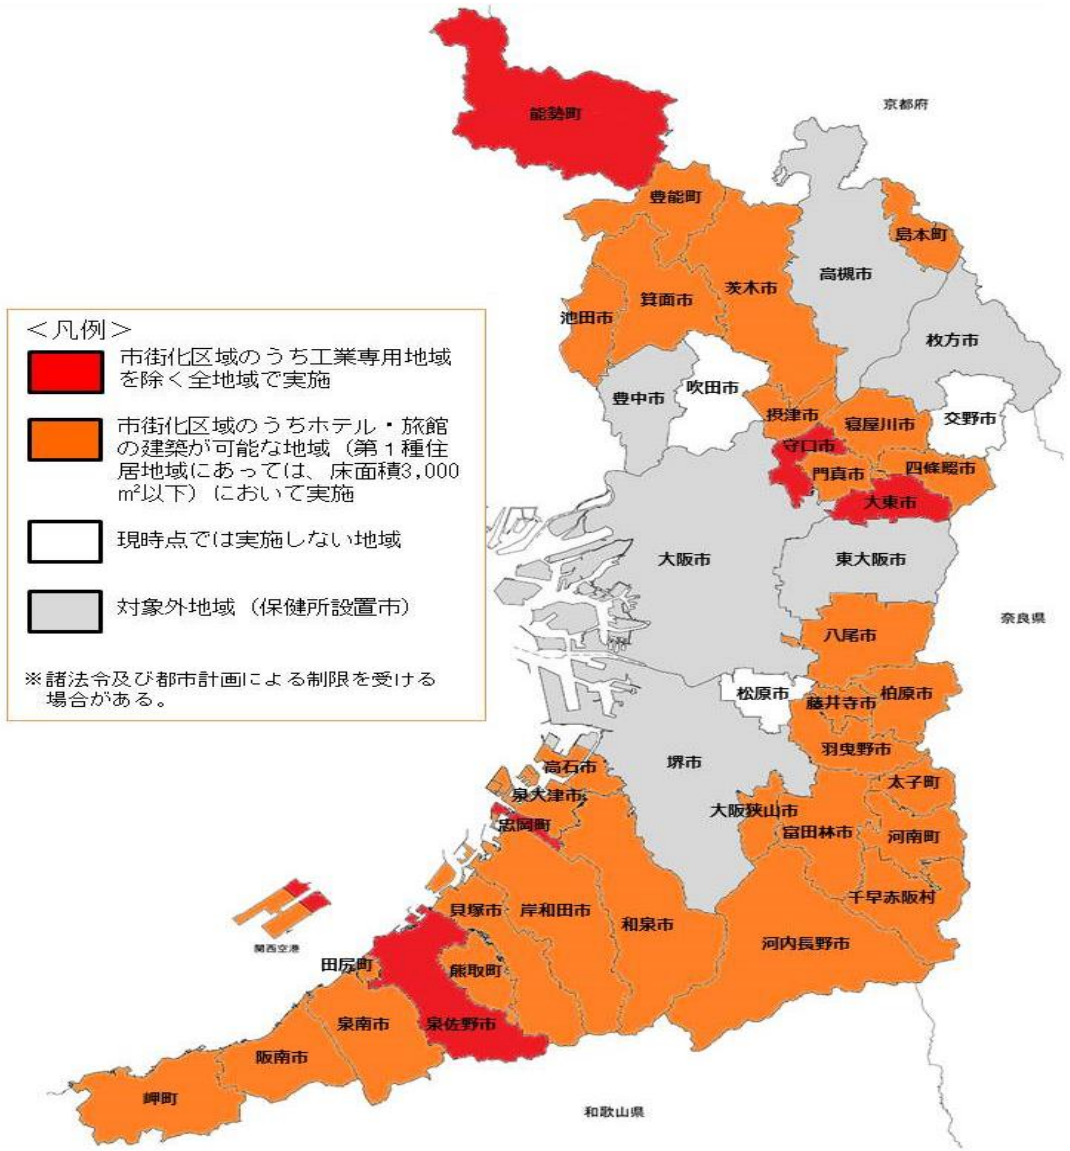 能勢町
京都府
豊能町
島本町
高槻市
茨木市
箕面市
池田市
枚方市
＜凡例＞
市街化区域のうち工業専用地域
を除く全地域で実施
市街化区域のうちホテル・旅館
の建築が可能な地域（第１種住
居地域にあっては、床面積3,000
㎡以下）において実施
現時点では実施しない地域
対象外地域（保健所設置市）
※諸法令及び都市計画による制限を受ける
場合がある。
吹田市
豊中市
交野市
摂津市
寝屋川市
守口市
門真市
四條畷市
大東市
大阪市
東大阪市
奈良県
八尾市
松原市
柏原市
藤井寺市
羽曳野市
堺市
高石市
太子町
泉大津市
大阪狭山市
忠岡町
富田林市
河南町
千早赤阪村
貝塚市
岸和田市
和泉市
河内長野市
関西空港
田尻町
熊取町
泉南市
泉佐野市
阪南市
岬町
和歌山県